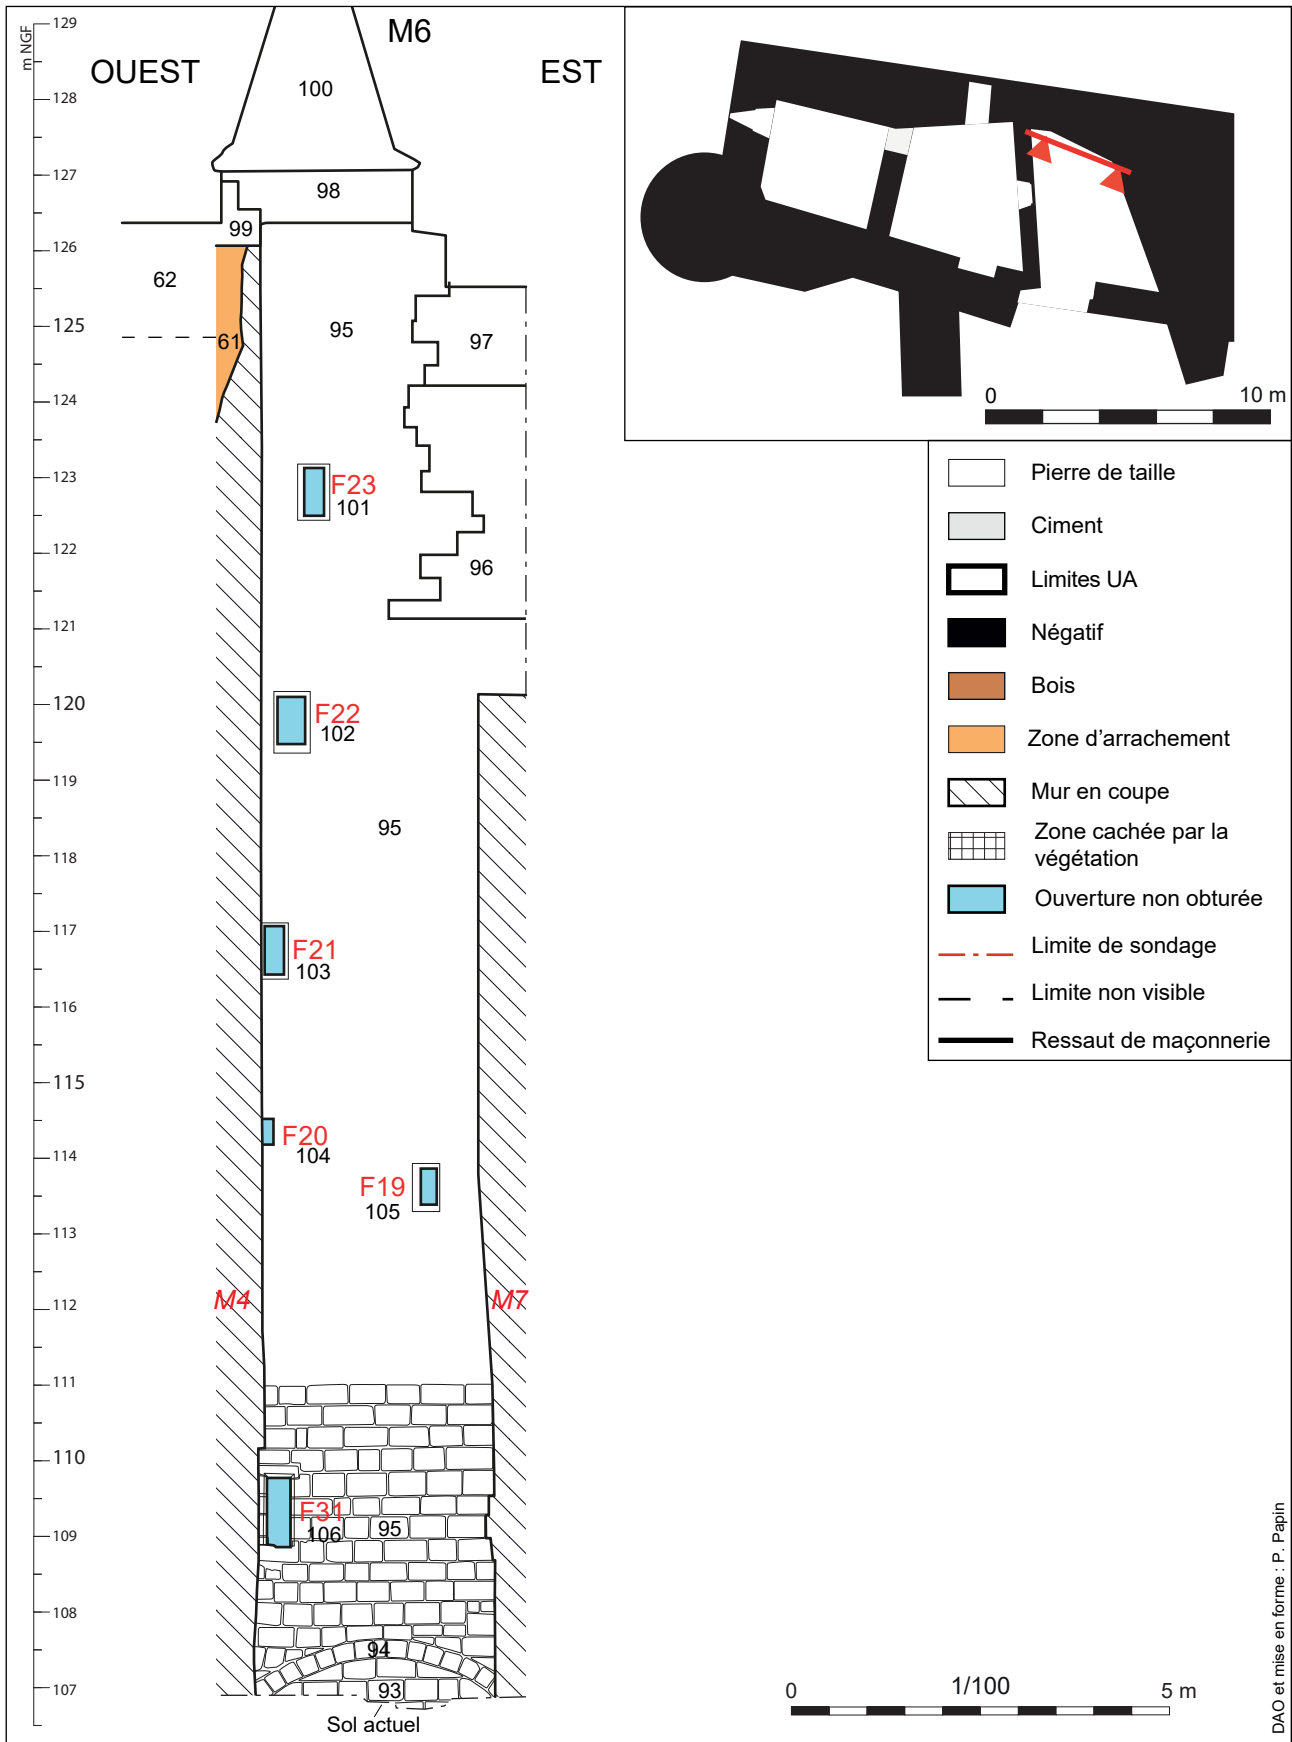 M6
OUEST
EST
m NGF
129
128
127
126
125
124
123
122
121
120
119
118
117
116
115
114
113
112
111
110
109
108
107
100
98
99
62
61
95
97
F23
101
96
F22
102
95
F21
103
F20
104
F19
105
M4
M7
F31
106
95
94
93
Sol actuel
0
10 m
Pierre de taille
Ciment
Limites UA
Négatif
Bois
Zone d'arrachement
Mur en coupe
Zone cachée par la
végétation
Ouverture non obturée
Limite de sondage
Limite non visible
Ressaut de maçonnerie
0
1/100
5 m
DAO et mise en forme : P. Papin